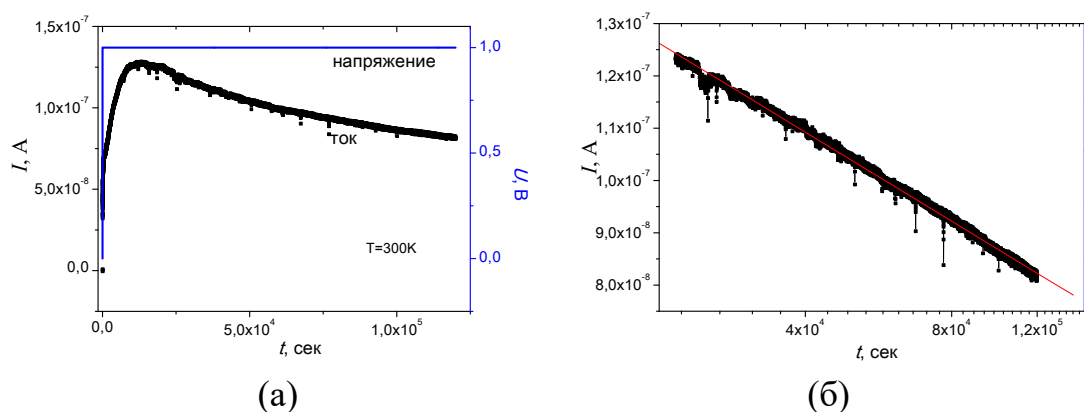 1,5x10⁻⁷
1,0x10⁻⁷
5,0x10⁻⁸
0,0
I, А
напряжение
ток
T=300K
1,0
0,5
0,0
U, В
0,0
5,0x10⁴
1,0x10⁵
t, сек
(а)
1,3x10⁻⁷
1,2x10⁻⁷
1,1x10⁻⁷
1,0x10⁻⁷
9,0x10⁻⁸
8,0x10⁻⁸
I, А
4x10⁴
8x10⁴
1,2x10⁵
t, сек
(б)